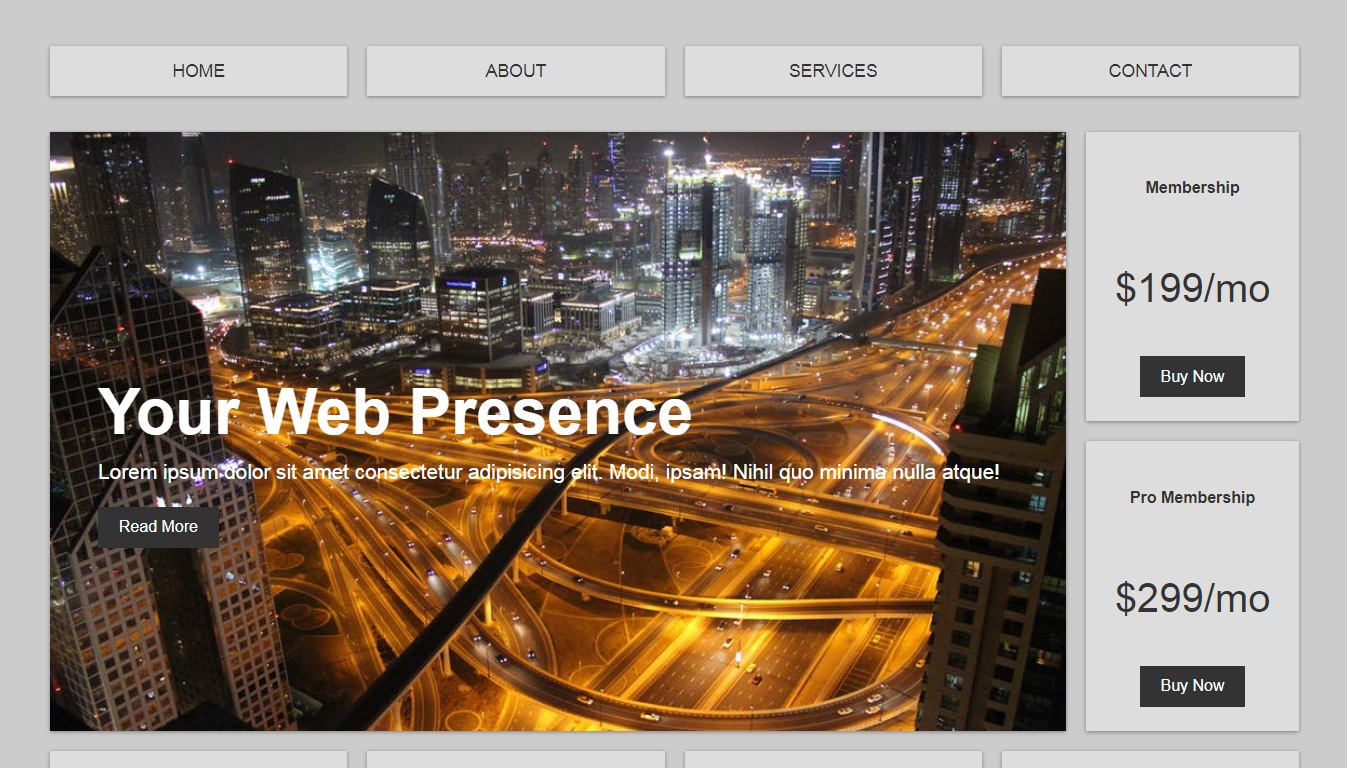 HOME
ABOUT
SERVICES
CONTACT
Your Web Presence
Lorem ipsum dolor sit amet consectetur adipisicing elit. Modi, ipsam! Nihil quo minima nulla atque!
Read More
Membership
$199/mo
Buy Now
Pro Membership
$299/mo
Buy Now